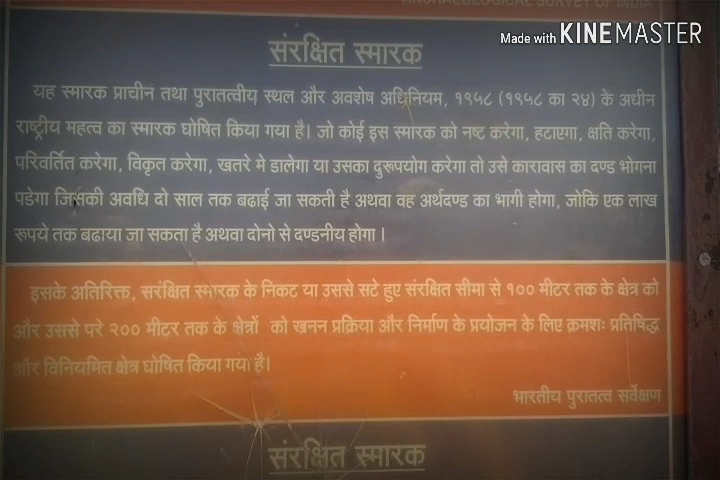 ARCHAEOLOGICAL SURVEY OF INDIA
Made with KINEMASTER
संरक्षित स्मारक
यह स्मारक प्राचीन तथा पुरातत्वीय स्थल और अवशेष अधिनियम, १९५८ (१९५८ का २४) के अधीन
राष्ट्रीय महत्व का स्मारक घोषित किया गया है। जो कोई इस स्मारक को नष्ट करेगा, हटाएगा, क्षति करेगा,
परिवर्तित करेगा, विकृत करेगा, खतरे मे डालेगा या उसका दुरूपयोग करेगा तो उसे कारावास का दण्ड भोगना
पडेगा जिसकी अवधि दो साल तक बढाई जा सकती है अथवा वह अर्थदण्ड का भागी होगा, जोकि एक लाख
रूपये तक बढाया जा सकता है अथवा दोनो से दण्डनीय होगा।
इसके अतिरिक्त, सरंक्षित स्मारक के निकट या उससे सटे हुए संरक्षित सीमा से १०० मीटर तक के क्षेत्र को
और उससे परे २०० मीटर तक के क्षेत्रों को खनन प्रक्रिया और निर्माण के प्रयोजन के लिए क्रमशः प्रतिषिद्ध
और विनियमित क्षेत्र घोषित किया गया है।
भारतीय पुरातत्व सर्वेक्षण
संरक्षित स्मारक